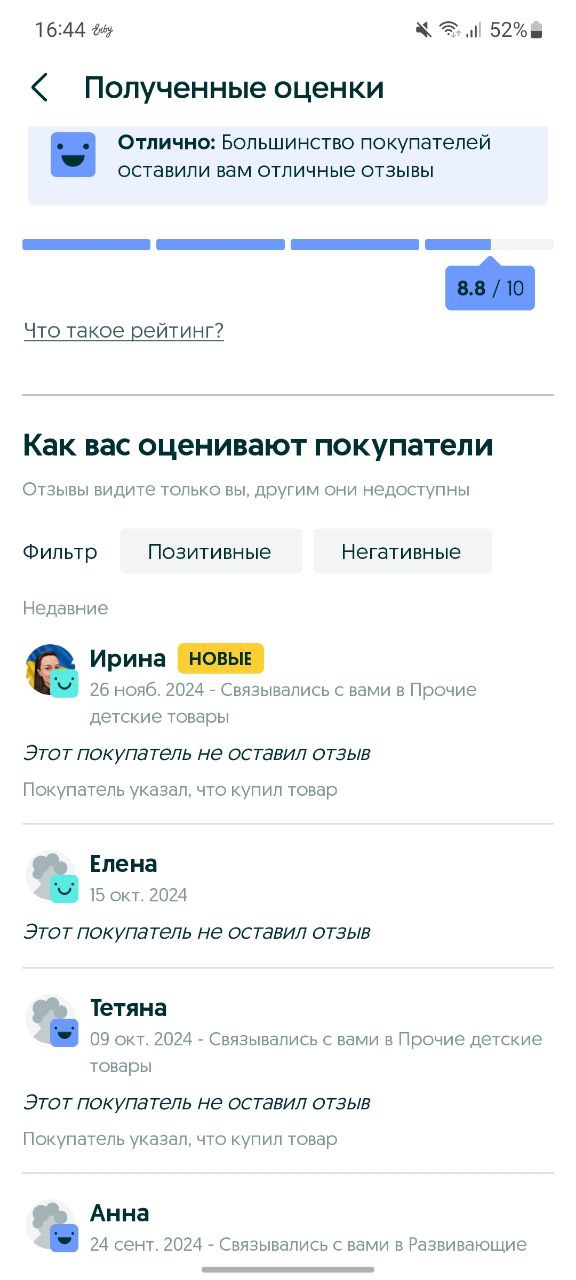 16:44 Baby 52%
Полученные оценки
Отлично: Большинство покупателей
оставили вам отличные отзывы
8.8 / 10
Что такое рейтинг?
Как вас оценивают покупатели
Отзывы видите только вы, другим они недоступны
Фильтр Позитивные Негативные
Недавние
Ирина НОВЫЕ
26 нояб. 2024 - Связывались с вами в Прочие
детские товары
Этот покупатель не оставил отзыв
Покупатель указал, что купил товар
Елена
15 окт. 2024
Этот покупатель не оставил отзыв
Тетяна
09 окт. 2024 - Связывались с вами в Прочие детские
товары
Этот покупатель не оставил отзыв
Покупатель указал, что купил товар
Анна
24 сент. 2024 - Связывались с вами в Развивающие